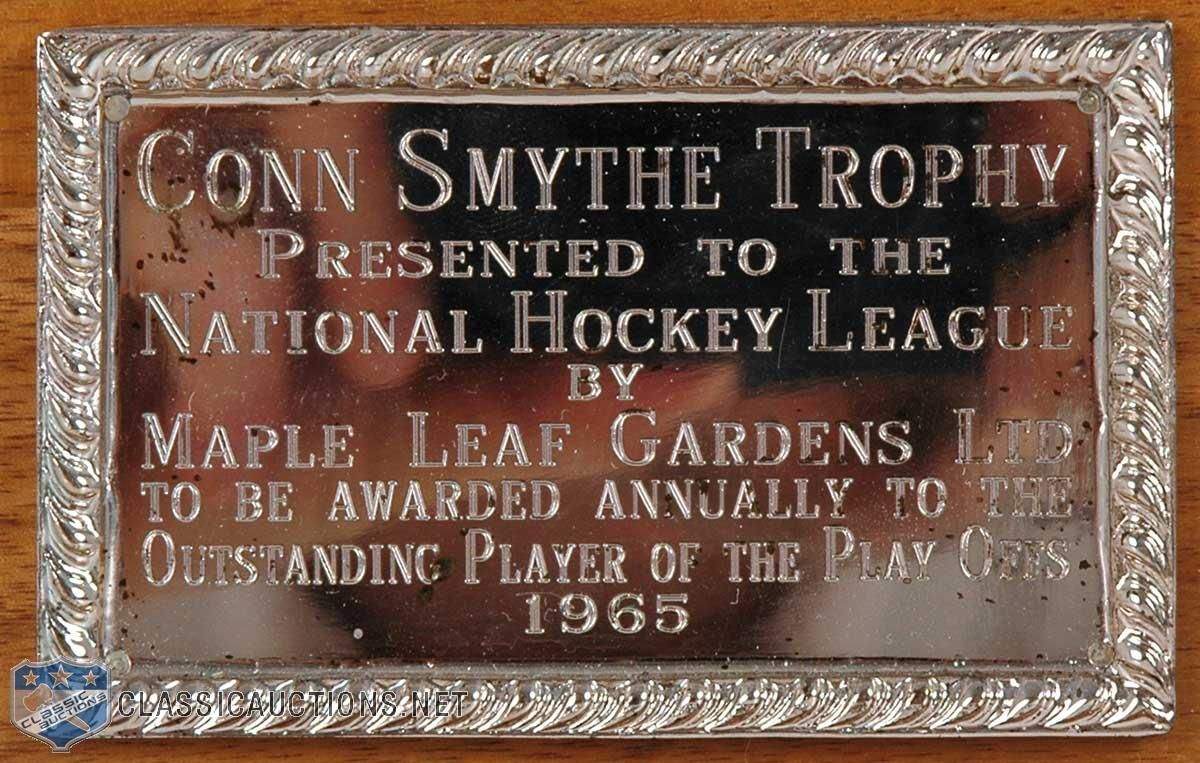 Conn Smythe Trophy
Presented to the
National Hockey League
by
Maple Leaf Gardens Ltd
to be awarded annually to the
Outstanding Player of the Play Offs
1965
CLASSIC AUCTIONS
CLASSICAUCTIONS.NET